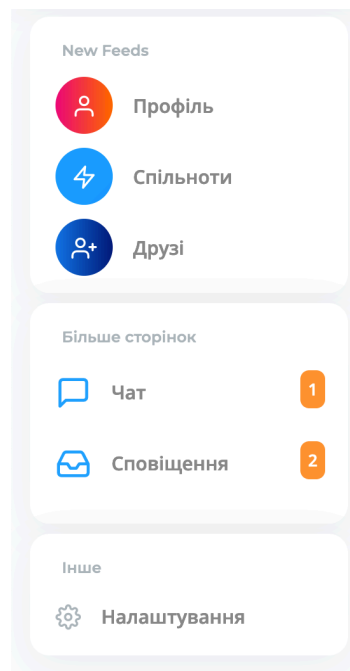 New Feeds
Профіль
Спільноти
Друзі
Більше сторінок
Чат 1
Сповіщення 2
Інше
Налаштування